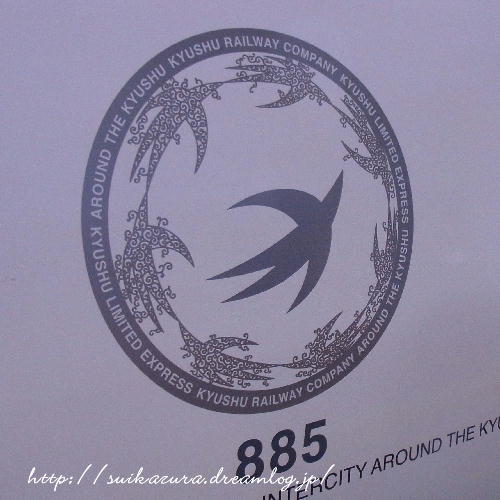 AROUND THE KYUSHU KYUSHU RAILWAY COMPANY KYUSHU LIMITED EXPRESS
KYUSHU LIMITED EXPRESS KYUSHU RAILWAY COMPANY AROUND THE KYUSHU
885
INTERCITY AROUND THE KYU
http://suikazura.dreamlog.jp/